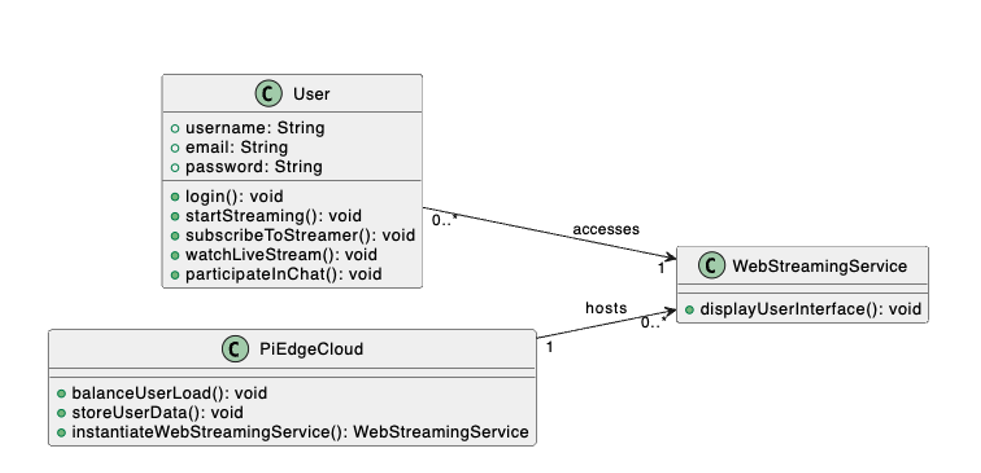 C User
username: String
email: String
password: String
login(): void
startStreaming(): void
subscribeToStreamer(): void
watchLiveStream(): void
participateInChat(): void
0..*
accesses
1
C WebStreamingService
displayUserInterface(): void
hosts
0..*
1
C PiEdgeCloud
balanceUserLoad(): void
storeUserData(): void
instantiateWebStreamingService(): WebStreamingService